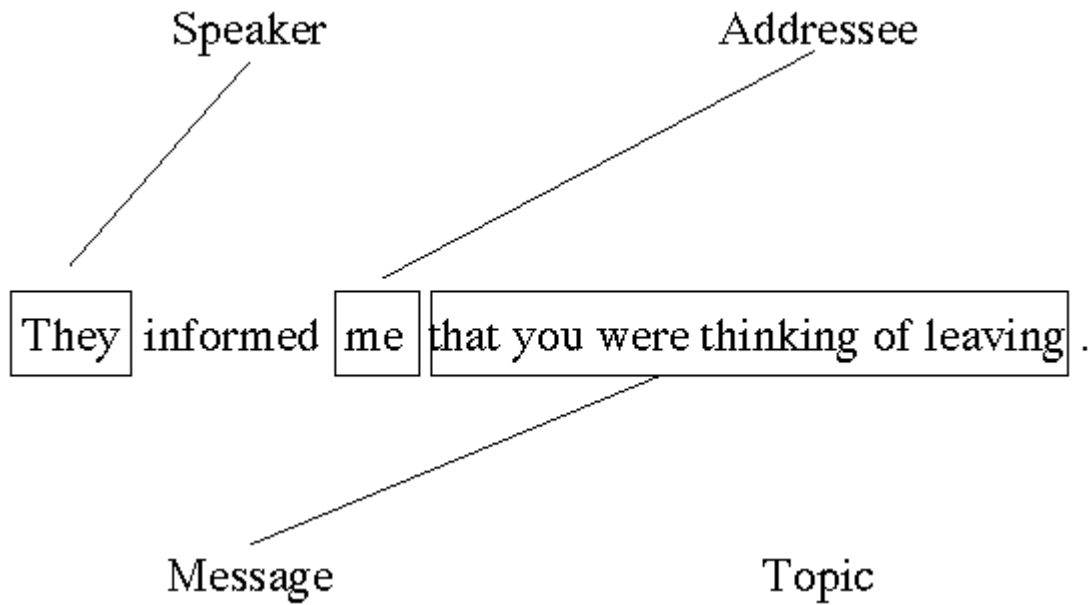 Speaker Addressee
They informed me that you were thinking of leaving .
Message Topic